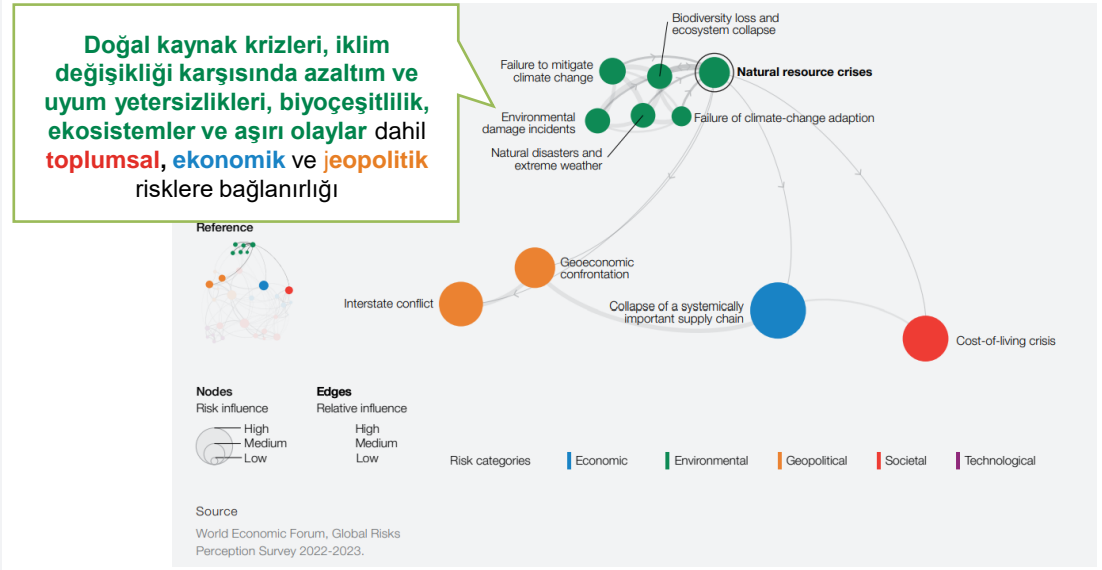 Doğal kaynak krizleri, iklim
değişikliği karşısında azaltım ve
uyum yetersizlikleri, biyoçeşitlilik,
ekosistemler ve aşırı olaylar dahil
toplumsal, ekonomik ve jeopolitik
risklere bağlanırlığı
Biodiversity loss and
ecosystem collapse
Failure to mitigate
climate change
Natural resource crises
Environmental
damage incidents
Failure of climate-change adaption
Natural disasters and
extreme weather
Reference
Geoeconomic
confrontation
Interstate conflict
Collapse of a systemically
important supply chain
Cost-of-living crisis
Nodes
Risk influence
High
Medium
Low
Edges
Relative influence
High
Medium
Low
Risk categories
Economic
Environmental
Geopolitical
Societal
Technological
Source
World Economic Forum, Global Risks
Perception Survey 2022-2023.